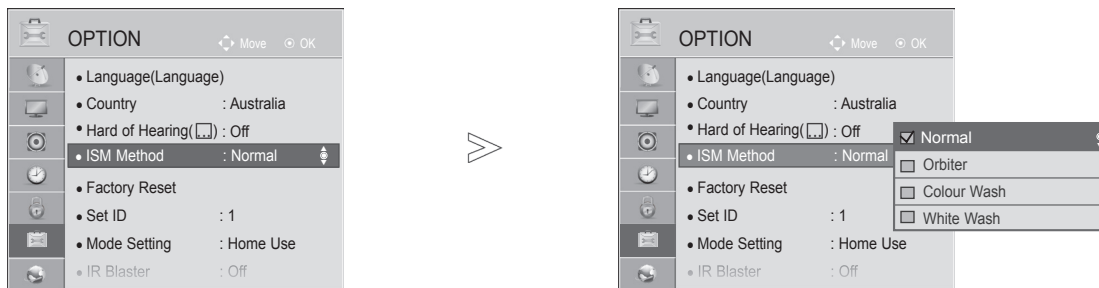 OPTION Move OK
• Language(Language)
• Country : Australia
• Hard of Hearing( ) : Off
• ISM Method : Normal
• Factory Reset
• Set ID : 1
• Mode Setting : Home Use
• IR Blaster : Off
OPTION Move OK
• Language(Language)
• Country : Australia
• Hard of Hearing( ) : Off
• ISM Method : Normal
• Factory Reset
• Set ID : 1
• Mode Setting : Home Use
• IR Blaster : Off
Normal
Orbiter
Colour Wash
White Wash